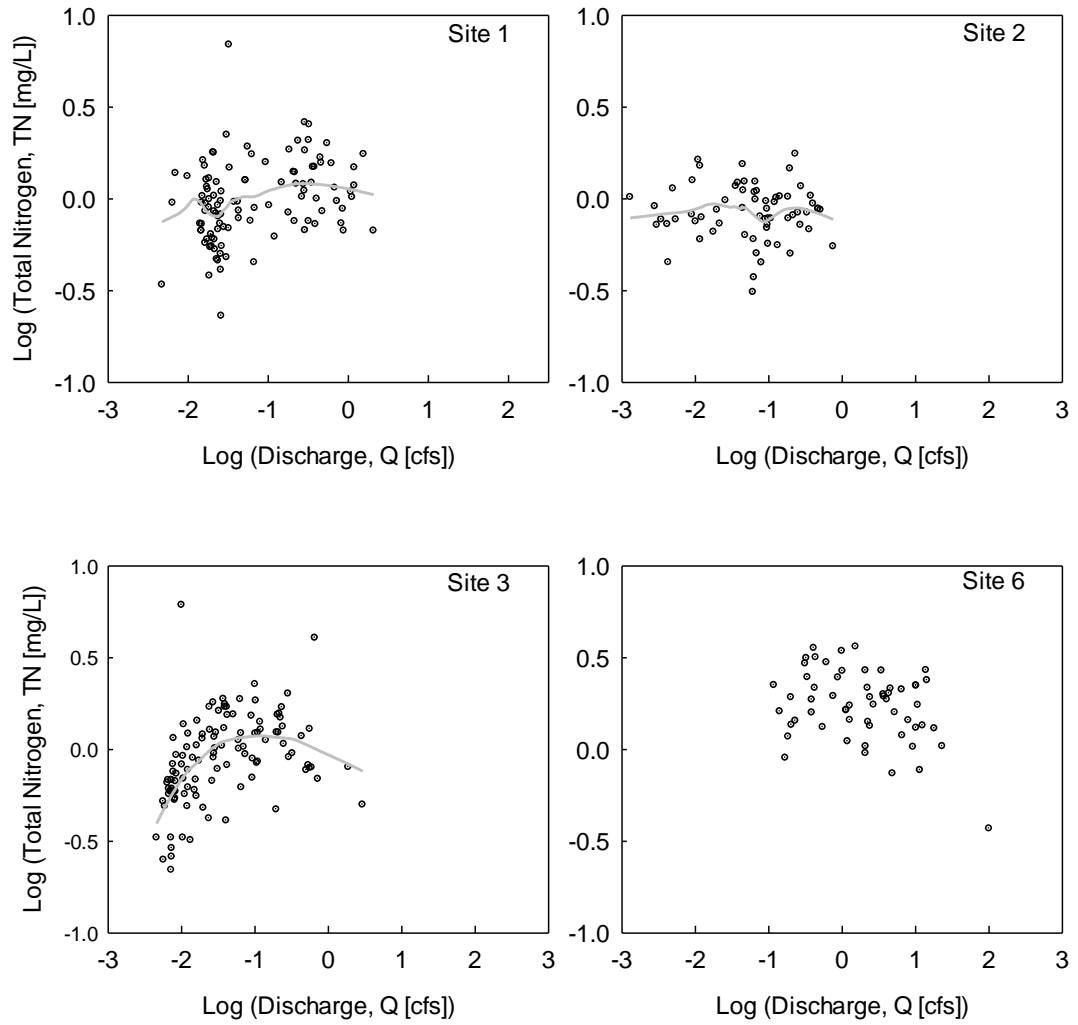 Log (Total Nitrogen, TN [mg/L])
1.0
0.5
0.0
-0.5
-1.0
Site 1
-3 -2 -1 0 1 2
Log (Discharge, Q [cfs])
1.0
0.5
0.0
-0.5
-1.0
Site 2
-3 -2 -1 0 1 2 3
Log (Discharge, Q [cfs])
Log (Total Nitrogen, TN [mg/L])
1.0
0.5
0.0
-0.5
-1.0
Site 3
-3 -2 -1 0 1 2 3
Log (Discharge, Q [cfs])
1.0
0.5
0.0
-0.5
-1.0
Site 6
-3 -2 -1 0 1 2 3
Log (Discharge, Q [cfs])